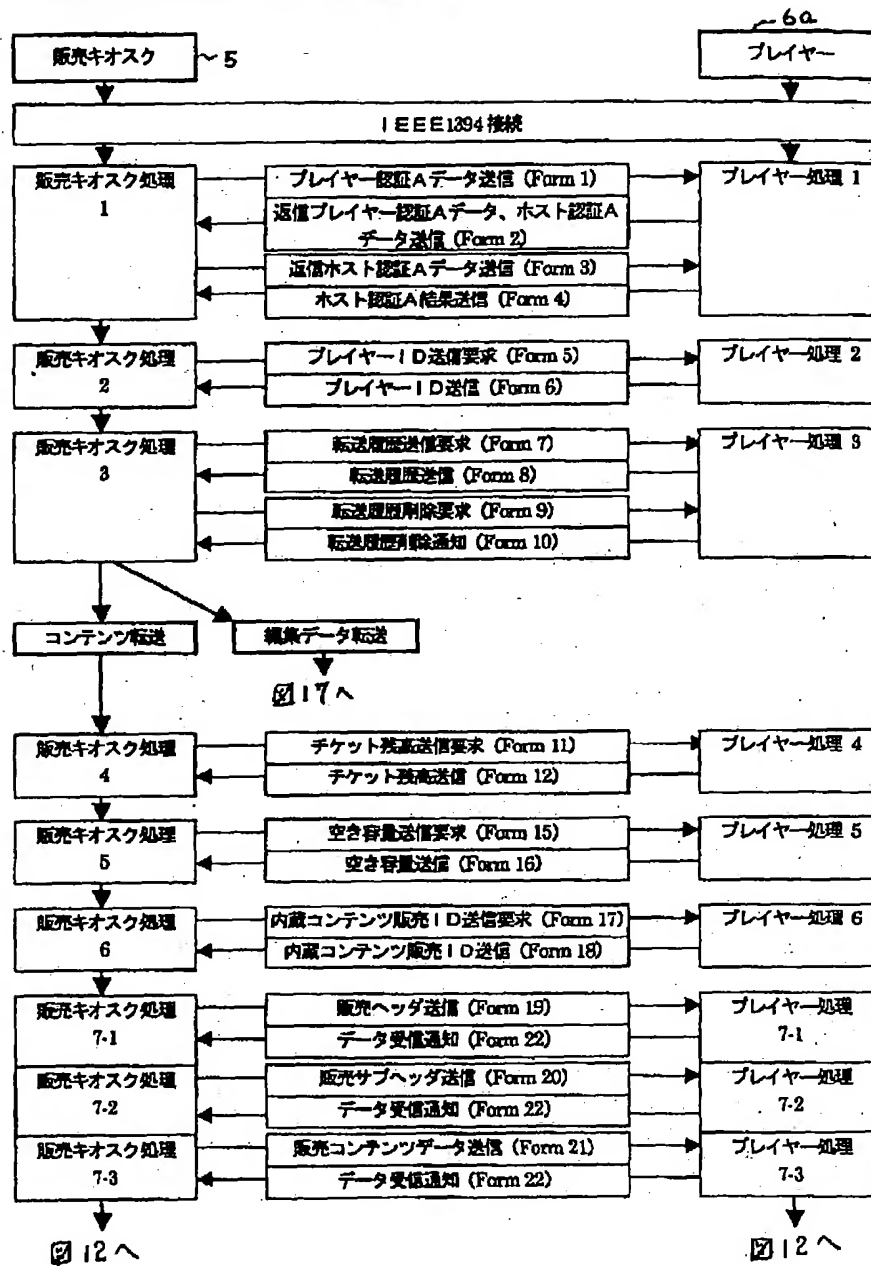 販売キオスク ~5
6a
プレイヤー
IEEE1394接続
販売キオスク処理
1
プレイヤー認証Aデータ送信 (Form 1)
返信プレイヤー認証Aデータ、ホスト認証A
データ送信 (Form 2)
返信ホスト認証Aデータ送信 (Form 3)
ホスト認証A結果送信 (Form 4)
プレイヤー処理 1
販売キオスク処理
2
プレイヤーID送信要求 (Form 5)
プレイヤーID送信 (Form 6)
プレイヤー処理 2
販売キオスク処理
3
転送履歴送信要求 (Form 7)
転送履歴送信 (Form 8)
転送履歴削除要求 (Form 9)
転送履歴削除通知 (Form 10)
プレイヤー処理 3
コンテンツ転送
編集データ転送
図17へ
販売キオスク処理
4
チケット残高送信要求 (Form 11)
チケット残高送信 (Form 12)
プレイヤー処理 4
販売キオスク処理
5
空き容量送信要求 (Form 15)
空き容量送信 (Form 16)
プレイヤー処理 5
販売キオスク処理
6
内蔵コンテンツ販売ID送信要求 (Form 17)
内蔵コンテンツ販売ID送信 (Form 18)
プレイヤー処理 6
販売キオスク処理
7-1
販売ヘッダ送信 (Form 19)
データ受信通知 (Form 22)
プレイヤー処理
7-1
販売キオスク処理
7-2
販売サブヘッダ送信 (Form 20)
データ受信通知 (Form 22)
プレイヤー処理
7-2
販売キオスク処理
7-3
販売コンテンツデータ送信 (Form 21)
データ受信通知 (Form 22)
プレイヤー処理
7-3
図12へ
図12へ